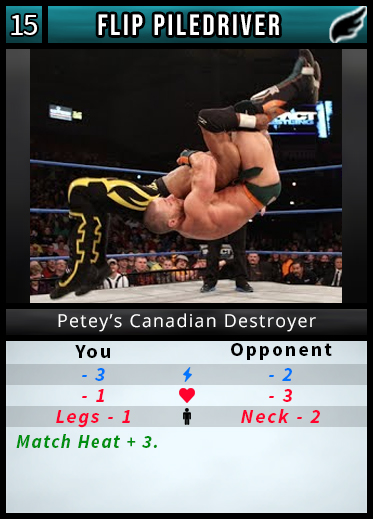 15 FLIP PILEDRIVER
Petey's Canadian Destroyer
You Opponent
- 3 - 2
- 1 - 3
Legs - 1 Neck - 2
Match Heat + 3.